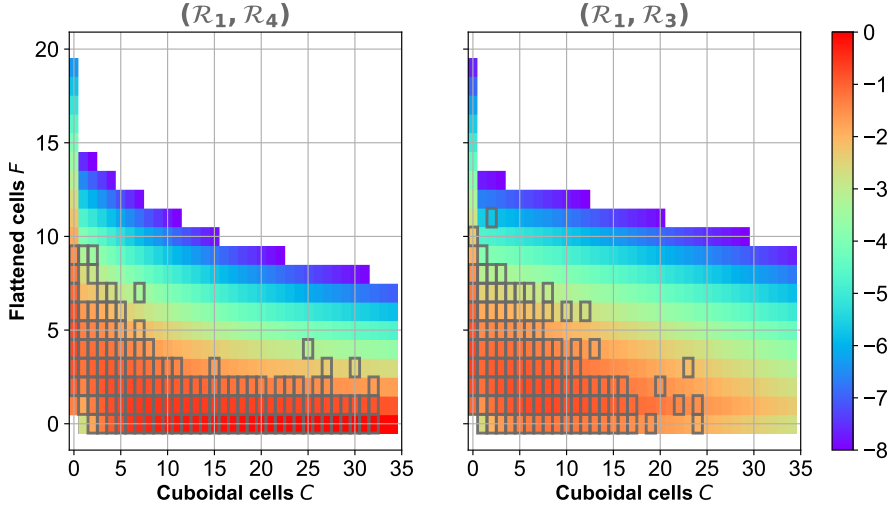 (ℛ₁, ℛ₄) (ℛ₁, ℛ₃)
20
15
10
5
0
Flattened cells F
0 5 10 15 20 25 30 35
Cuboidal cells C
0 5 10 15 20 25 30 35
Cuboidal cells C
0
−1
−2
−3
−4
−5
−6
−7
−8